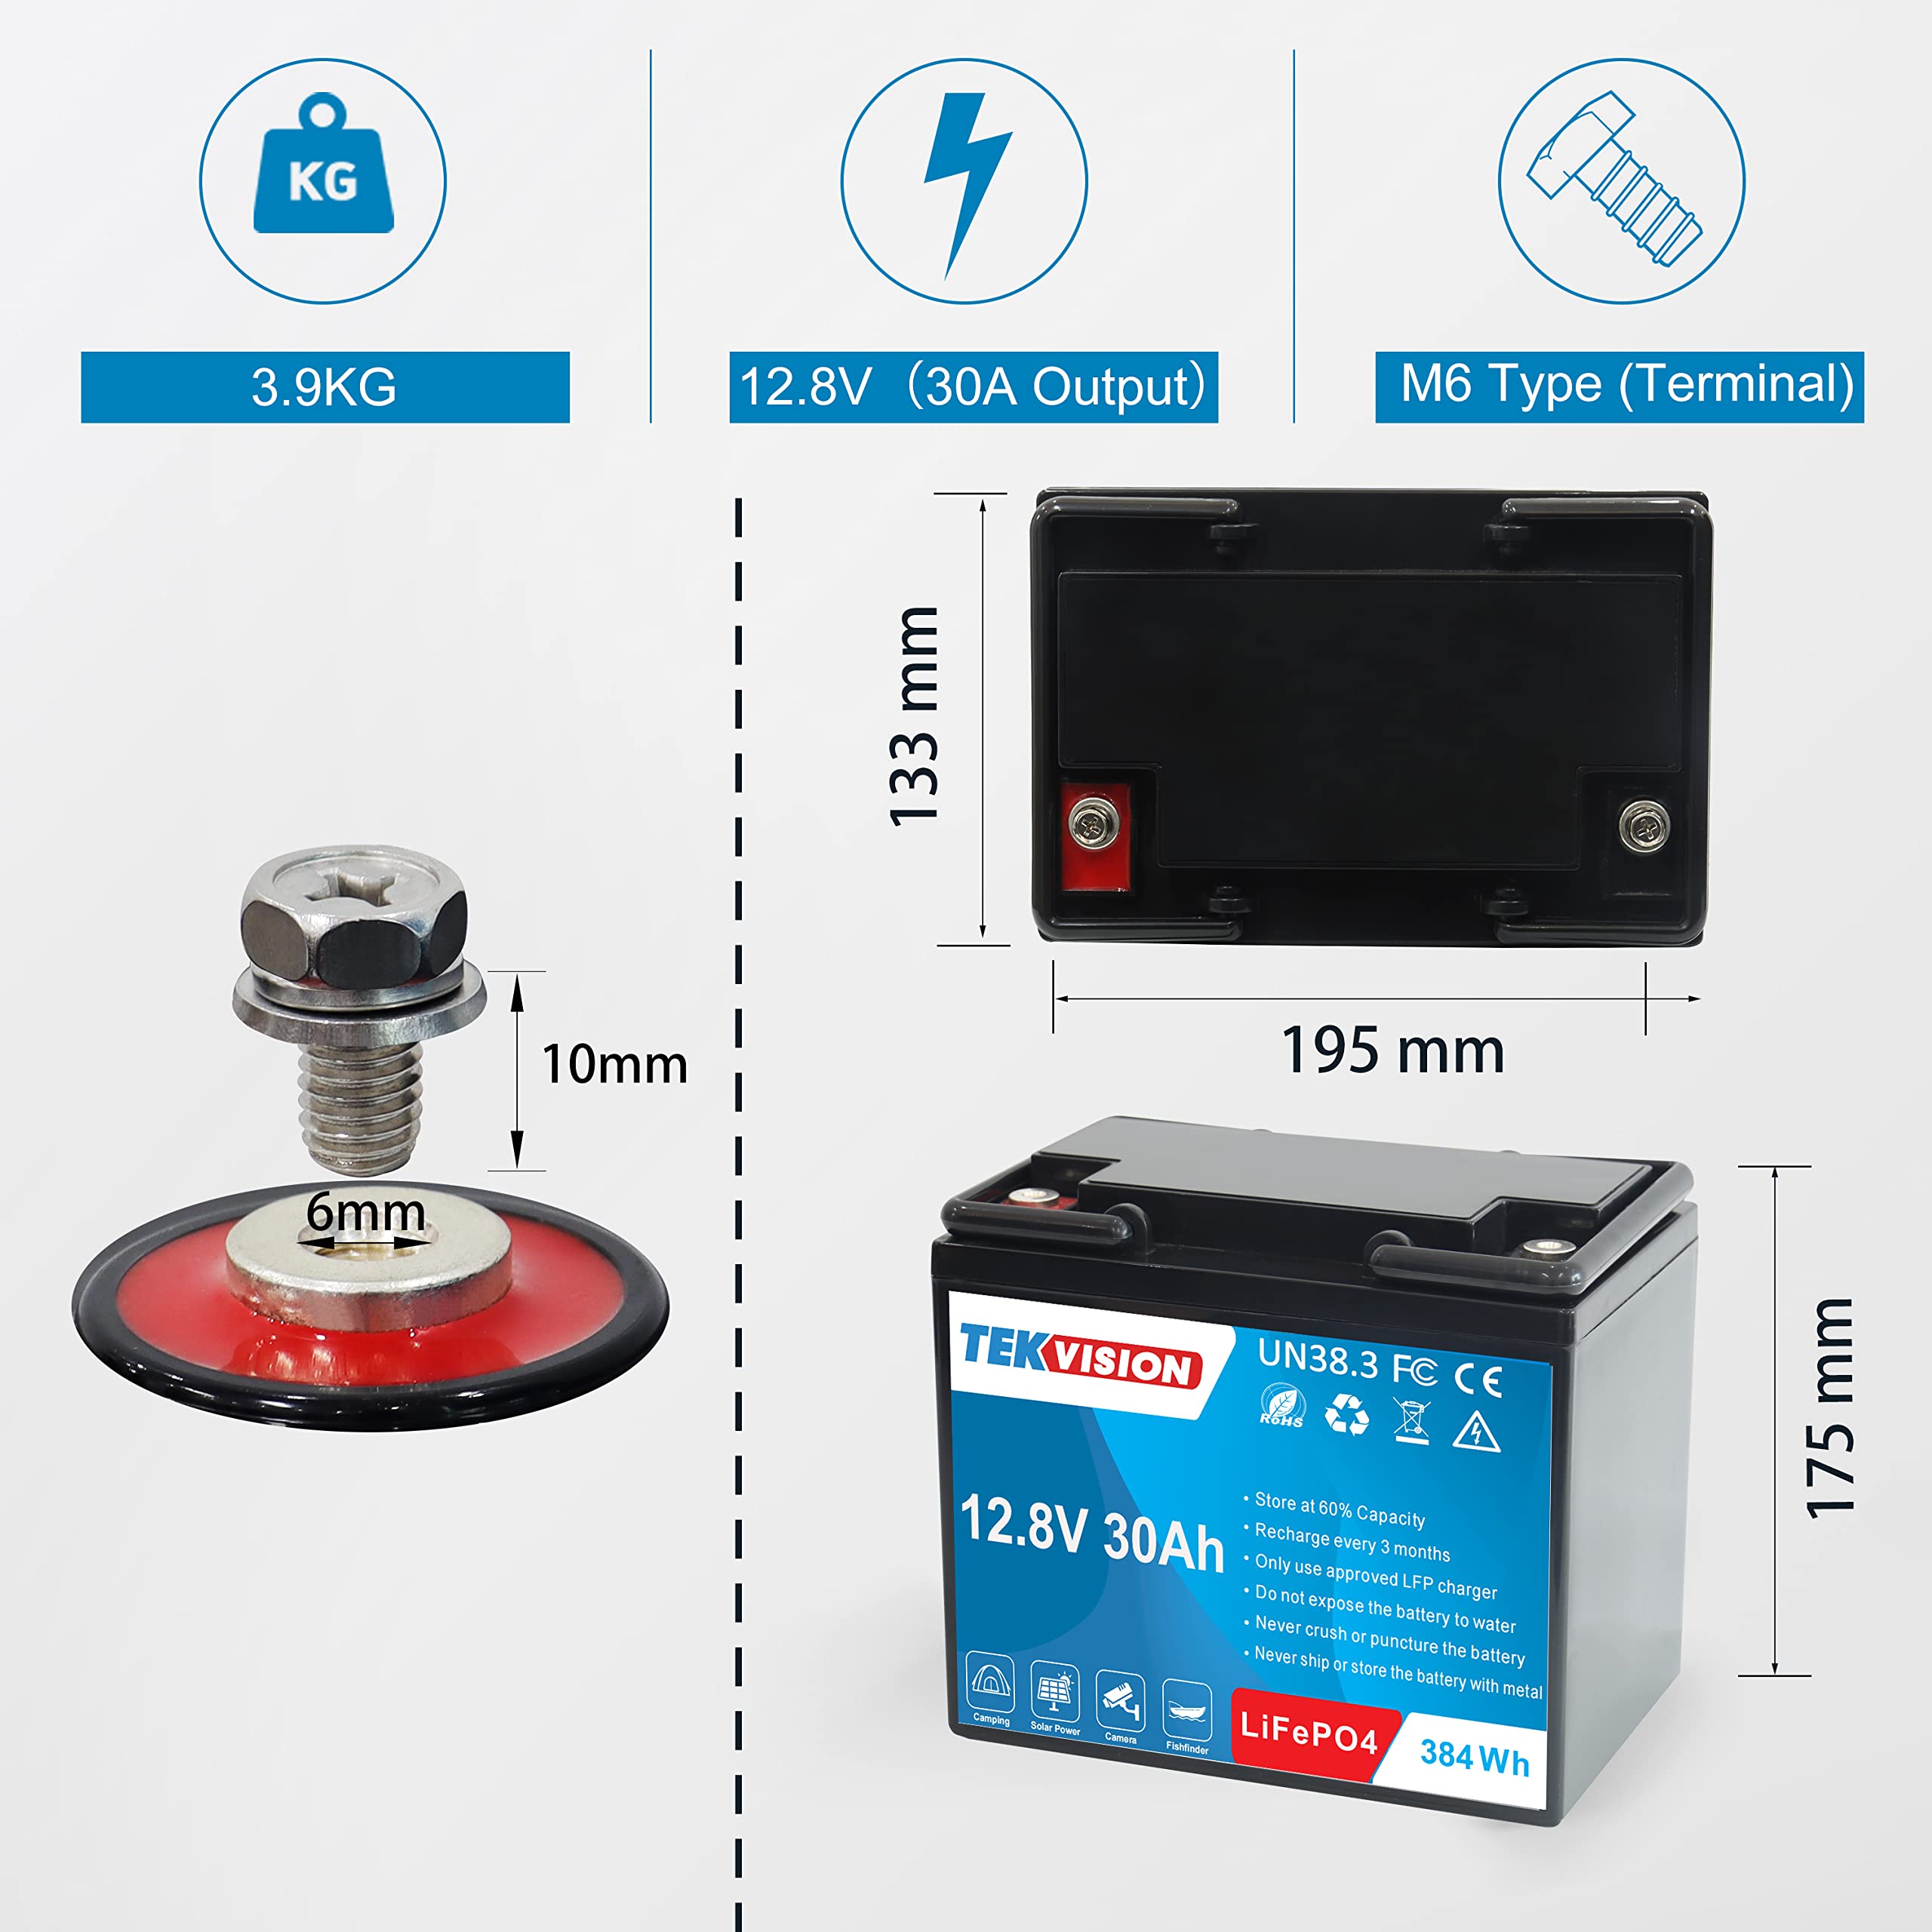 KG
3.9KG
12.8V（30A Output）
M6 Type (Terminal)
133 mm
195 mm
10mm
6mm
175 mm
TEKVISION
UN38.3 FC CE
RoHS
12.8V 30Ah
• Store at 60% Capacity
• Recharge every 3 months
• Only use approved LFP charger
• Do not expose the battery to water
• Never crush or puncture the battery
• Never ship or store the battery with metal
Camping
Solar Power
Camera
Fishfinder
LiFePO4
384Wh